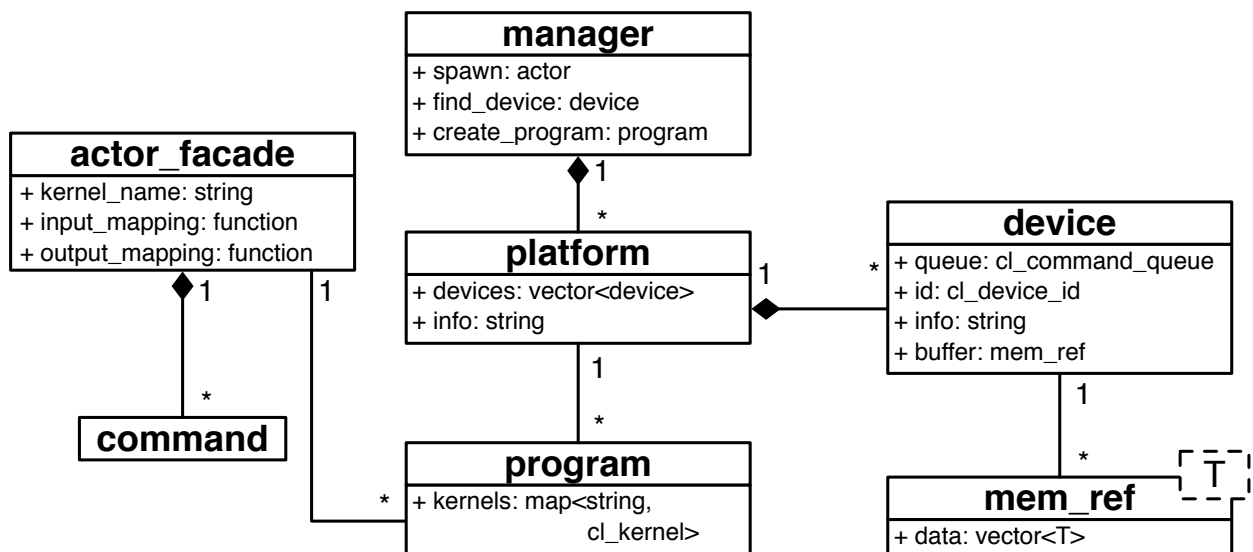 manager
+ spawn: actor
+ find_device: device
+ create_program: program
1
*
actor_facade
+ kernel_name: string
+ input_mapping: function
+ output_mapping: function
1
1
*
*
command
platform
+ devices: vector<device>
+ info: string
1
*
1
*
device
+ queue: cl_command_queue
+ id: cl_device_id
+ info: string
+ buffer: mem_ref
1
*
program
+ kernels: map<string,
cl_kernel>
T
mem_ref
+ data: vector<T>